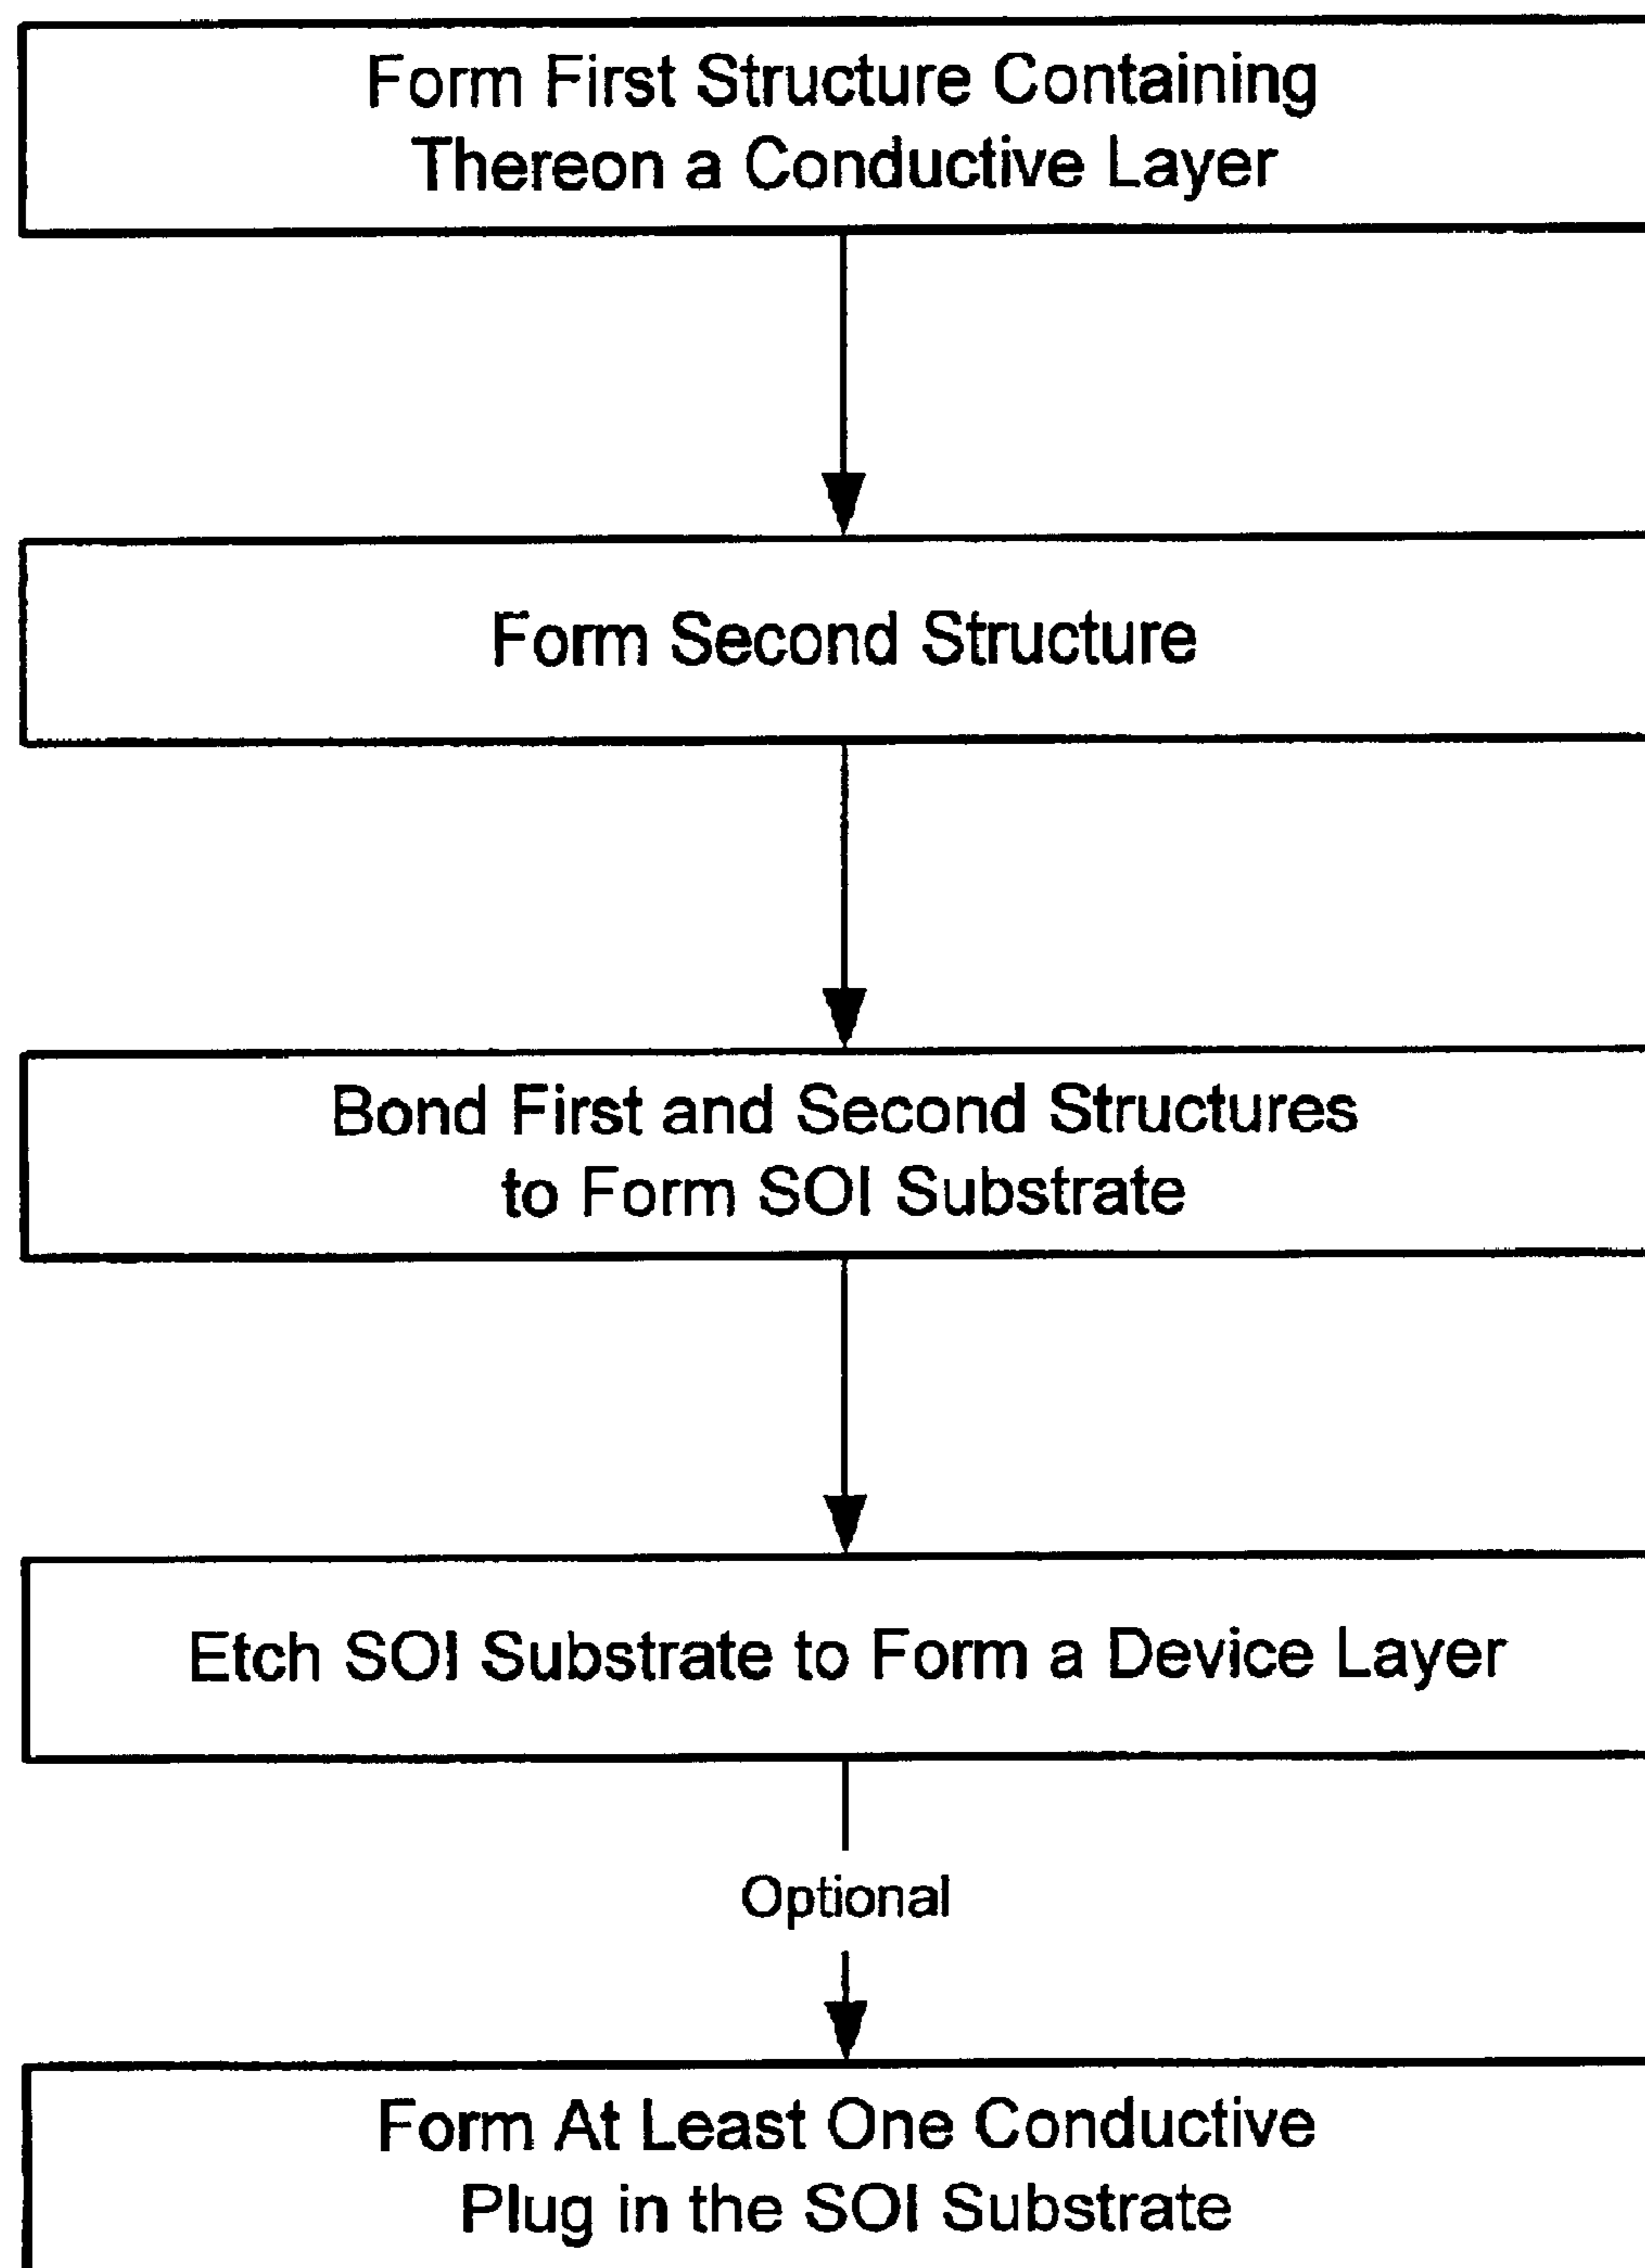 Form First Structure Containing
Thereon a Conductive Layer
Form Second Structure
Bond First and Second Structures
to Form SOI Substrate
Etch SOI Substrate to Form a Device Layer
Optional
Form At Least One Conductive
Plug in the SOI Substrate